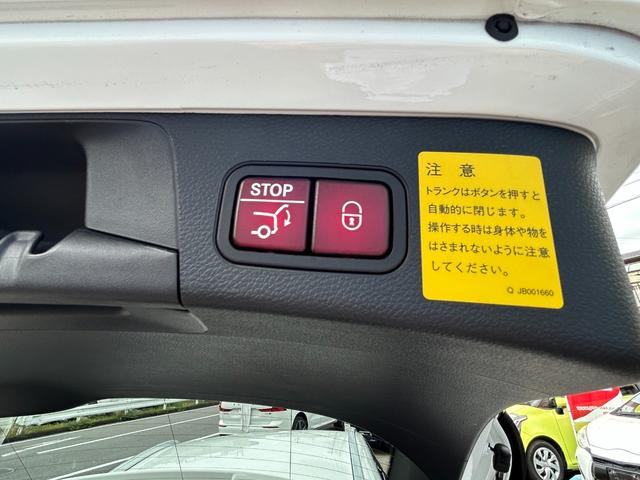 STOP
注 意
トランクはボタンを押すと
自動的に閉じます。
操作する時は身体や物を
はさまれないように注意
してください。
Q JB001660